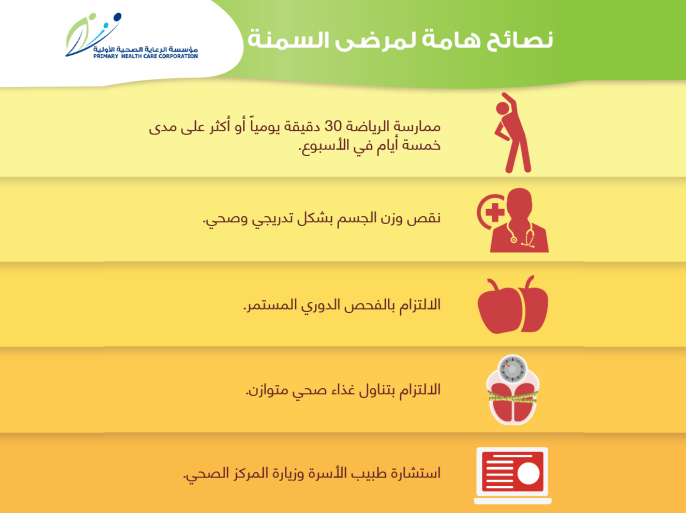 نصائح هامة لمرضى السمنة
مؤسسة الرعاية الصحية الأولية
PRIMARY HEALTH CARE CORPORATION
ممارسة الرياضة 30 دقيقة يومياً أو أكثر على مدى
خمسة أيام في الأسبوع.
نقص وزن الجسم بشكل تدريجي وصحي.
الالتزام بالفحص الدوري المستمر.
الالتزام بتناول غذاء صحي متوازن.
استشارة طبيب الأسرة وزيارة المركز الصحي.